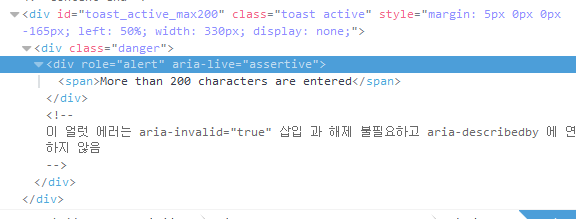 <div id="toast_active_max200" class="toast active" style="margin: 5px 0px 0px
-165px; left: 50%; width: 330px; display: none;">
<div class="danger">
<div role="alert" aria-live="assertive">
<span>More than 200 characters are entered</span>
</div>
<!--
이 얼럿 에러는 aria-invalid="true" 삽입 과 해제 불필요하고 aria-describedby 에 연
하지 않음
-->
</div>
</div>